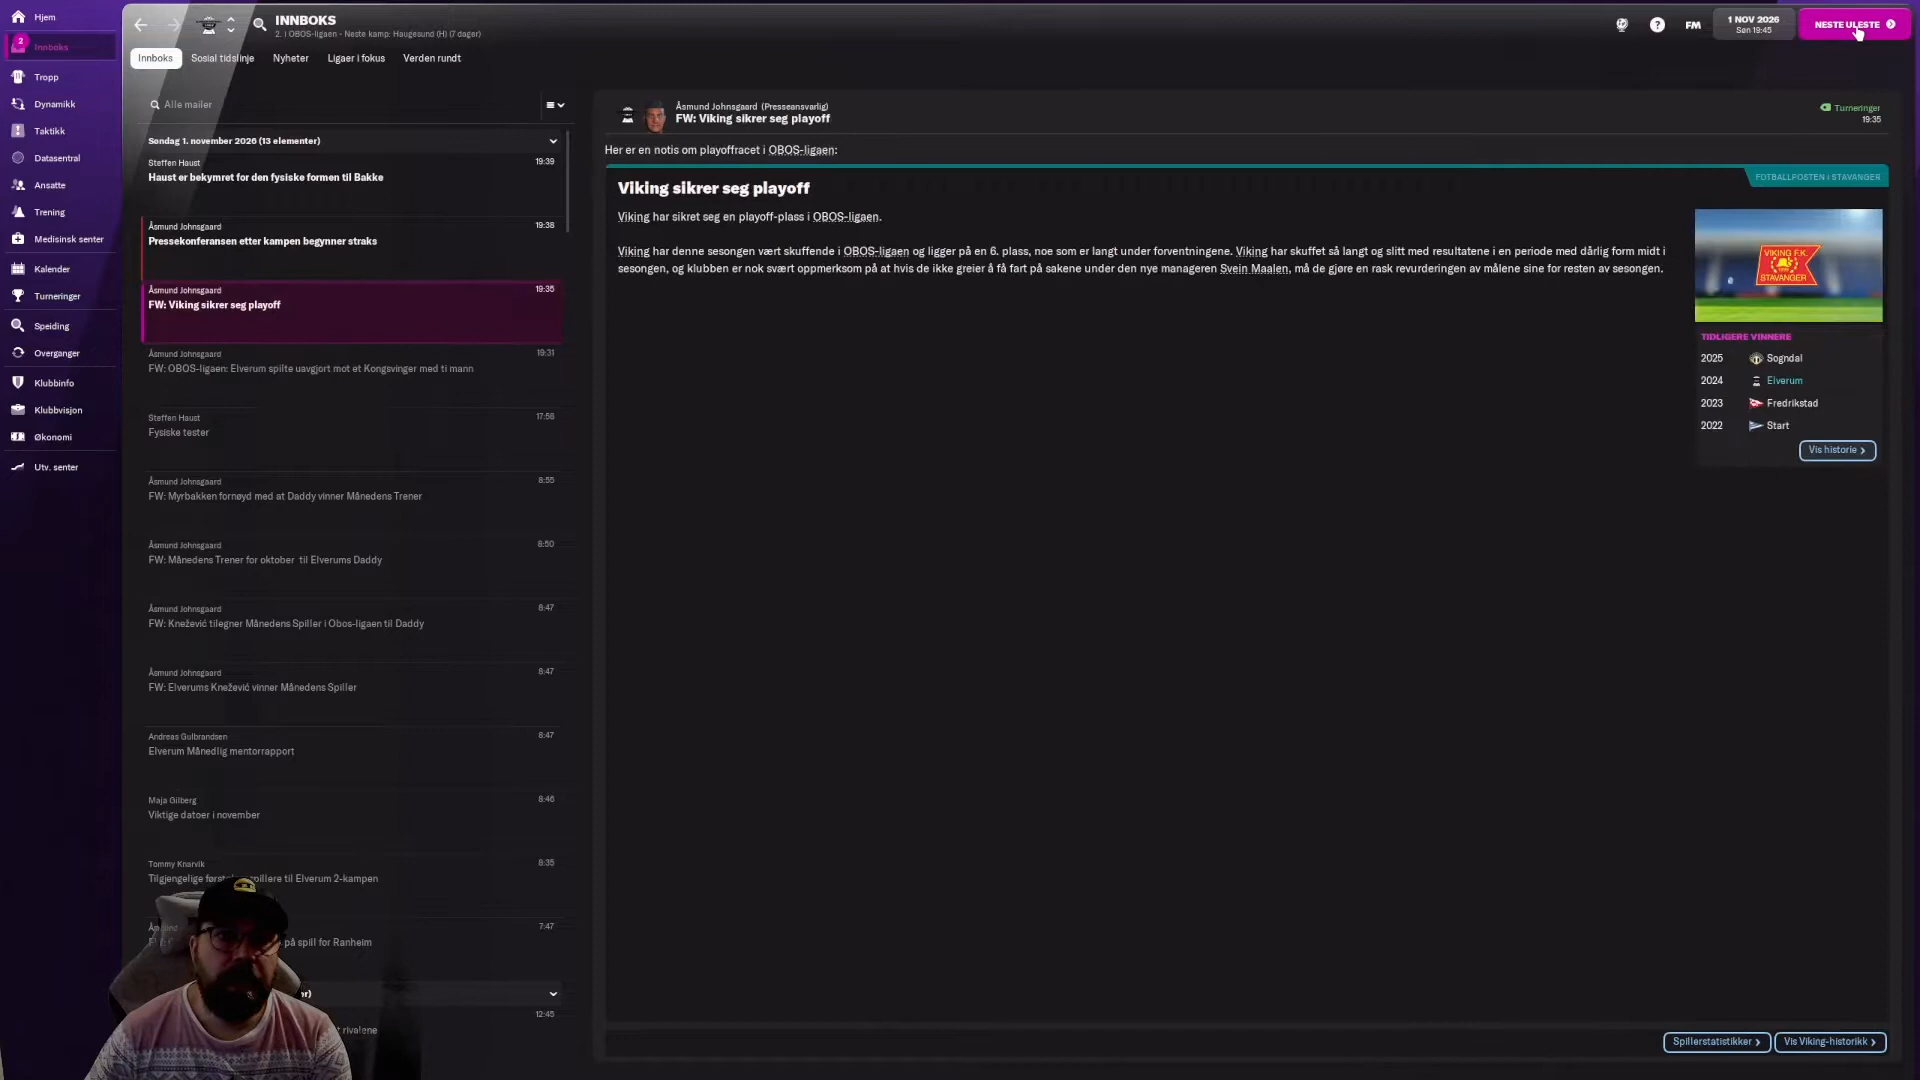 Hjem
2
Innboks
Tropp
Dynamikk
Taktikk
Datasentral
Ansatte
Trening
Medisinsk senter
Kalender
Turneringer
Speiding
Overganger
Klubbinfo
Klubbvisjon
Økonomi
Utv. senter
INNBOKS
2. i OBOS-ligaen - Neste kamp: Haugesund (H) (7 dager)
FM
1 NOV 2026
Søn 19:45
NESTE ULESTE
Innboks
Sosial tidslinje
Nyheter
Ligaer i fokus
Verden rundt
Alle mailer
Søndag 1. november 2026 (13 elementer)
Steffen Haust
19:39
Haust er bekymret for den fysiske formen til Bakke
Åsmund Johnsgaard
19:38
Pressekonferansen etter kampen begynner straks
Åsmund Johnsgaard
19:35
FW: Viking sikrer seg playoff
Åsmund Johnsgaard
19:31
FW: OBOS-ligaen: Elverum spilte uavgjort mot et Kongsvinger med ti mann
Steffen Haust
17:56
Fysiske tester
Åsmund Johnsgaard
8:55
FW: Myrbakken fornøyd med at Daddy vinner Månedens Trener
Åsmund Johnsgaard
8:50
FW: Månedens Trener for oktober til Elverums Daddy
Åsmund Johnsgaard
8:47
FW: Knežević tilegner Månedens Spiller i Obos-ligaen til Daddy
Åsmund Johnsgaard
8:47
FW: Elverums Knežević vinner Månedens Spiller
Andreas Gulbrandsen
8:47
Elverum Månedlig mentorrapport
Maja Gilberg
8:46
Viktige datoer i november
Tommy Knarvik
8:35
Tilgjengelige spillere til Elverum 2-kampen
7:47
på spill for Ranheim
12:45
rivalene
Åsmund Johnsgaard (Presseansvarlig)
FW: Viking sikrer seg playoff
Turneringer
19:35
Her er en notis om playoffracet i OBOS-ligaen:
FOTBALLPOSTEN I STAVANGER
Viking sikrer seg playoff
Viking har sikret seg en playoff-plass i OBOS-ligaen.
Viking har denne sesongen vært skuffende i OBOS-ligaen og ligger på en 6. plass, noe som er langt under forventningene. Viking har skuffet så langt og slitt med resultatene i en periode med dårlig form midt i
sesongen, og klubben er nok svært oppmerksom på at hvis de ikke greier å få fart på sakene under den nye manageren Svein Maalen, må de gjøre en rask revurderingen av målene sine for resten av sesongen.
VIKING F.K.
STAVANGER
TIDLIGERE VINNERE
2025 Sogndal
2024 Elverum
2023 Fredrikstad
2022 Start
Vis historie
Spillerstatistikker
Vis Viking-historikk